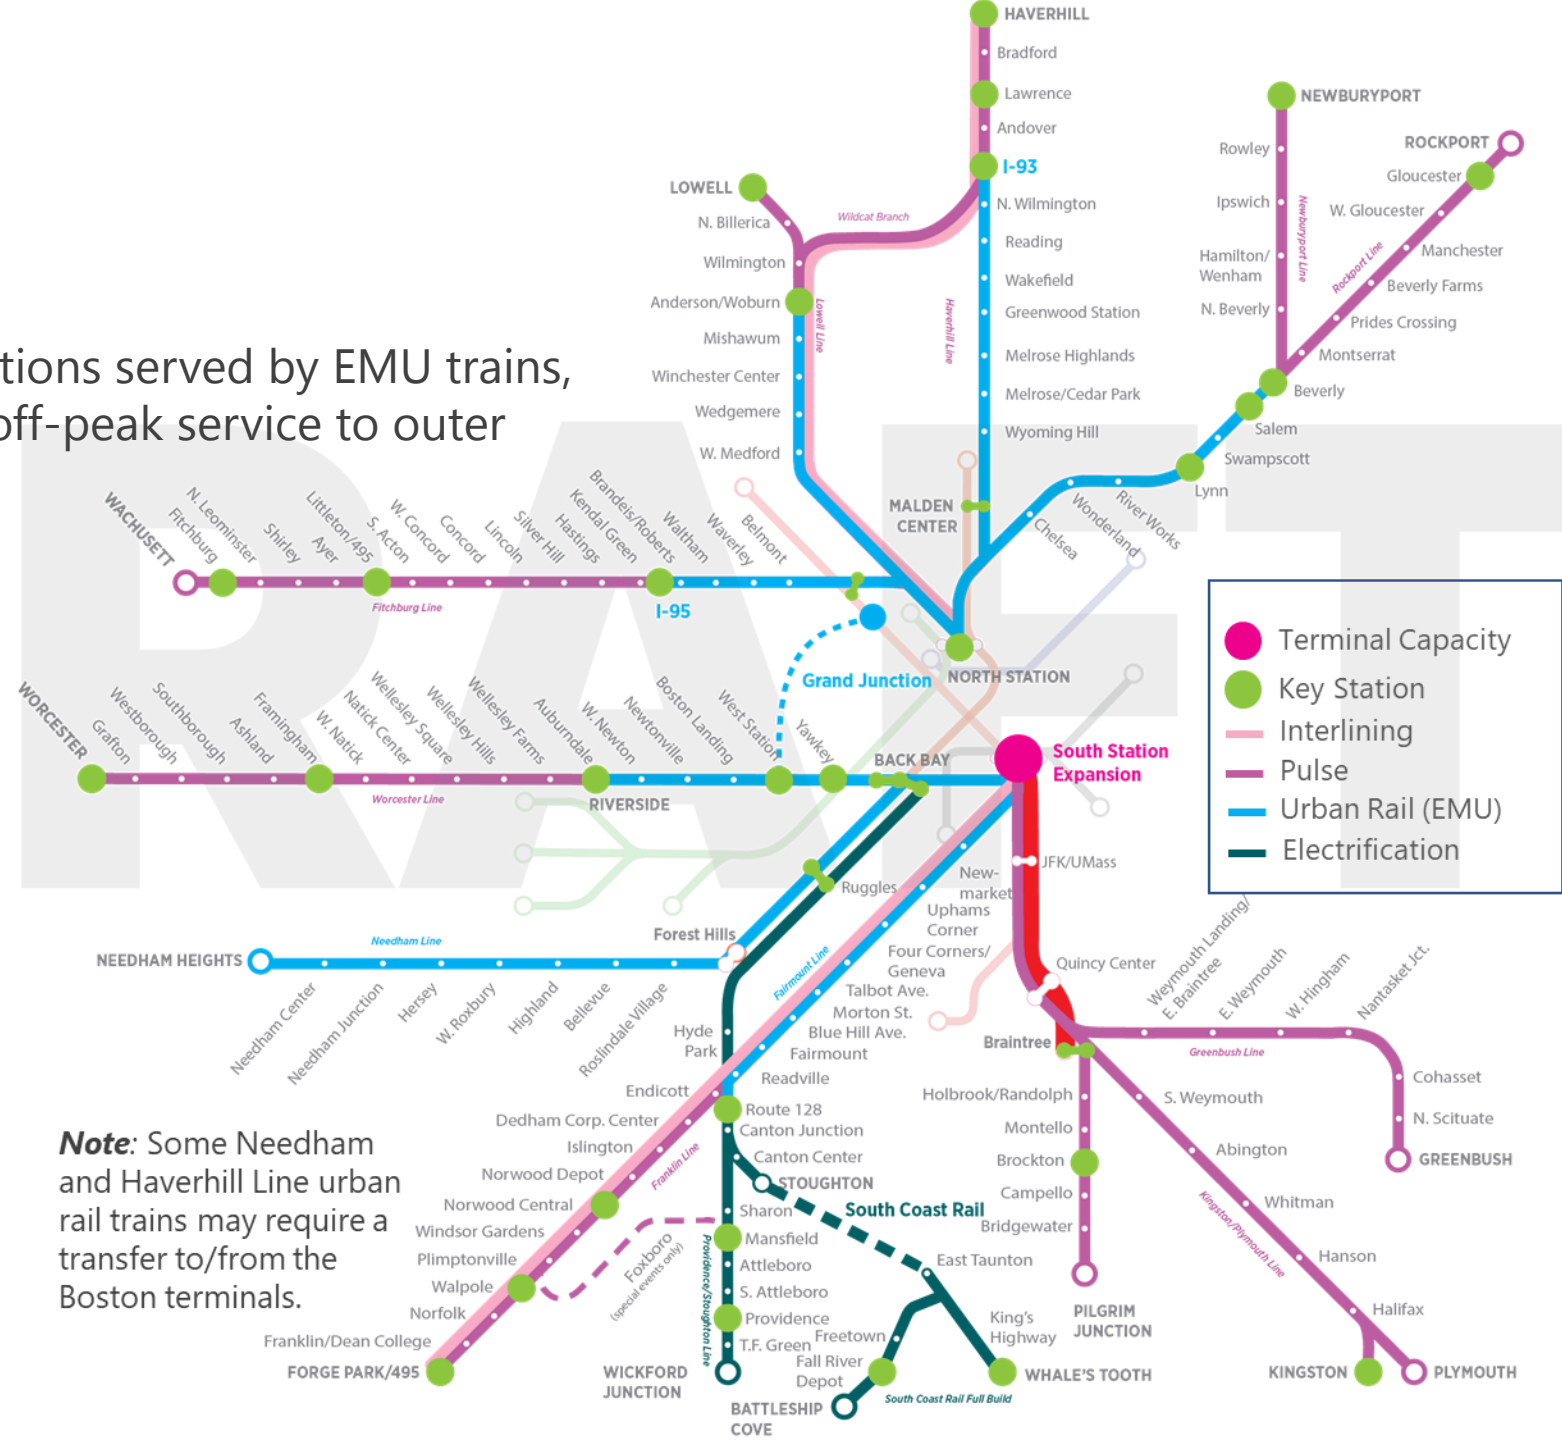 tions served by EMU trains,
off-peak service to outer
RAFT
HAVERHILL
Bradford
Lawrence
Andover
I-93
N. Wilmington
Reading
Wakefield
Greenwood Station
Melrose Highlands
Melrose/Cedar Park
Wyoming Hill
MALDEN
CENTER
Haverhill Line
Wildcat Branch
LOWELL
N. Billerica
Wilmington
Anderson/Woburn
Mishawum
Winchester Center
Wedgemere
W. Medford
Lowell Line
NEWBURYPORT
Rowley
Ipswich
Hamilton/
Wenham
N. Beverly
Newburyport Line
ROCKPORT
Gloucester
W. Gloucester
Manchester
Beverly Farms
Prides Crossing
Montserrat
Rockport Line
Beverly
Salem
Swampscott
Lynn
River Works
Wonderland
Chelsea
WACHUSETT
Fitchburg
N. Leominster
Shirley
Ayer
Littleton/495
S. Acton
W. Concord
Concord
Lincoln
Silver Hill
Hastings
Kendal Green
Brandeis/Roberts
Waltham
Waverley
Belmont
Fitchburg Line
I-95
Grand Junction
NORTH STATION
WORCESTER
Grafton
Westborough
Southborough
Ashland
Framingham
W. Natick
Natick Center
Wellesley Square
Wellesley Hills
Wellesley Farms
Auburndale
W. Newton
Newtonville
Boston Landing
West Station
Yawkey
BACK BAY
Worcester Line
RIVERSIDE
South Station
Expansion
Terminal Capacity
Key Station
Interlining
Pulse
Urban Rail (EMU)
Electrification
JFK/UMass
Ruggles
New-
market
Uphams
Corner
Four Corners/
Geneva
Talbot Ave.
Morton St.
Blue Hill Ave.
Fairmount
Readville
Fairmount Line
Forest Hills
NEEDHAM HEIGHTS
Needham Line
Needham Center
Needham Junction
Hersey
W. Roxbury
Highland
Bellevue
Roslindale Village
Hyde
Park
Quincy Center
Braintree
Weymouth Landing/
E. Braintree
E. Weymouth
W. Hingham
Nantasket Jct.
Greenbush Line
Cohasset
N. Scituate
GREENBUSH
Holbrook/Randolph
Montello
Brockton
Campello
Bridgewater
PILGRIM
JUNCTION
S. Weymouth
Abington
Whitman
Hanson
Halifax
Kingston/Plymouth Line
KINGSTON
PLYMOUTH
Endicott
Dedham Corp. Center
Islington
Norwood Depot
Norwood Central
Windsor Gardens
Plimptonville
Walpole
Norfolk
Franklin/Dean College
FORGE PARK/495
Franklin Line
Foxboro
(special events only)
Route 128
Canton Junction
Canton Center
STOUGHTON
Sharon
Mansfield
Attleboro
S. Attleboro
Providence
T.F. Green
WICKFORD
JUNCTION
Providence/Stoughton Line
South Coast Rail
East Taunton
King's
Highway
WHALE'S TOOTH
Freetown
Fall River
Depot
BATTLESHIP
COVE
South Coast Rail Full Build
Note: Some Needham
and Haverhill Line urban
rail trains may require a
transfer to/from the
Boston terminals.